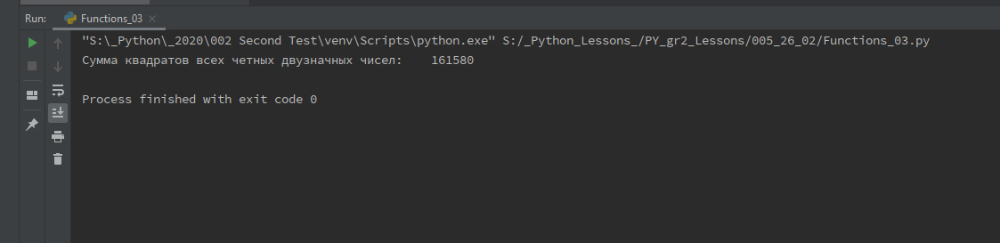 Run: Functions_03
"S:\_Python\_2020\002 Second Test\venv\Scripts\python.exe" S:/_Python_Lessons_/PY_gr2_Lessons/005_26_02/Functions_03.py
Сумма квадратов всех четных двузначных чисел:    161580
Process finished with exit code 0